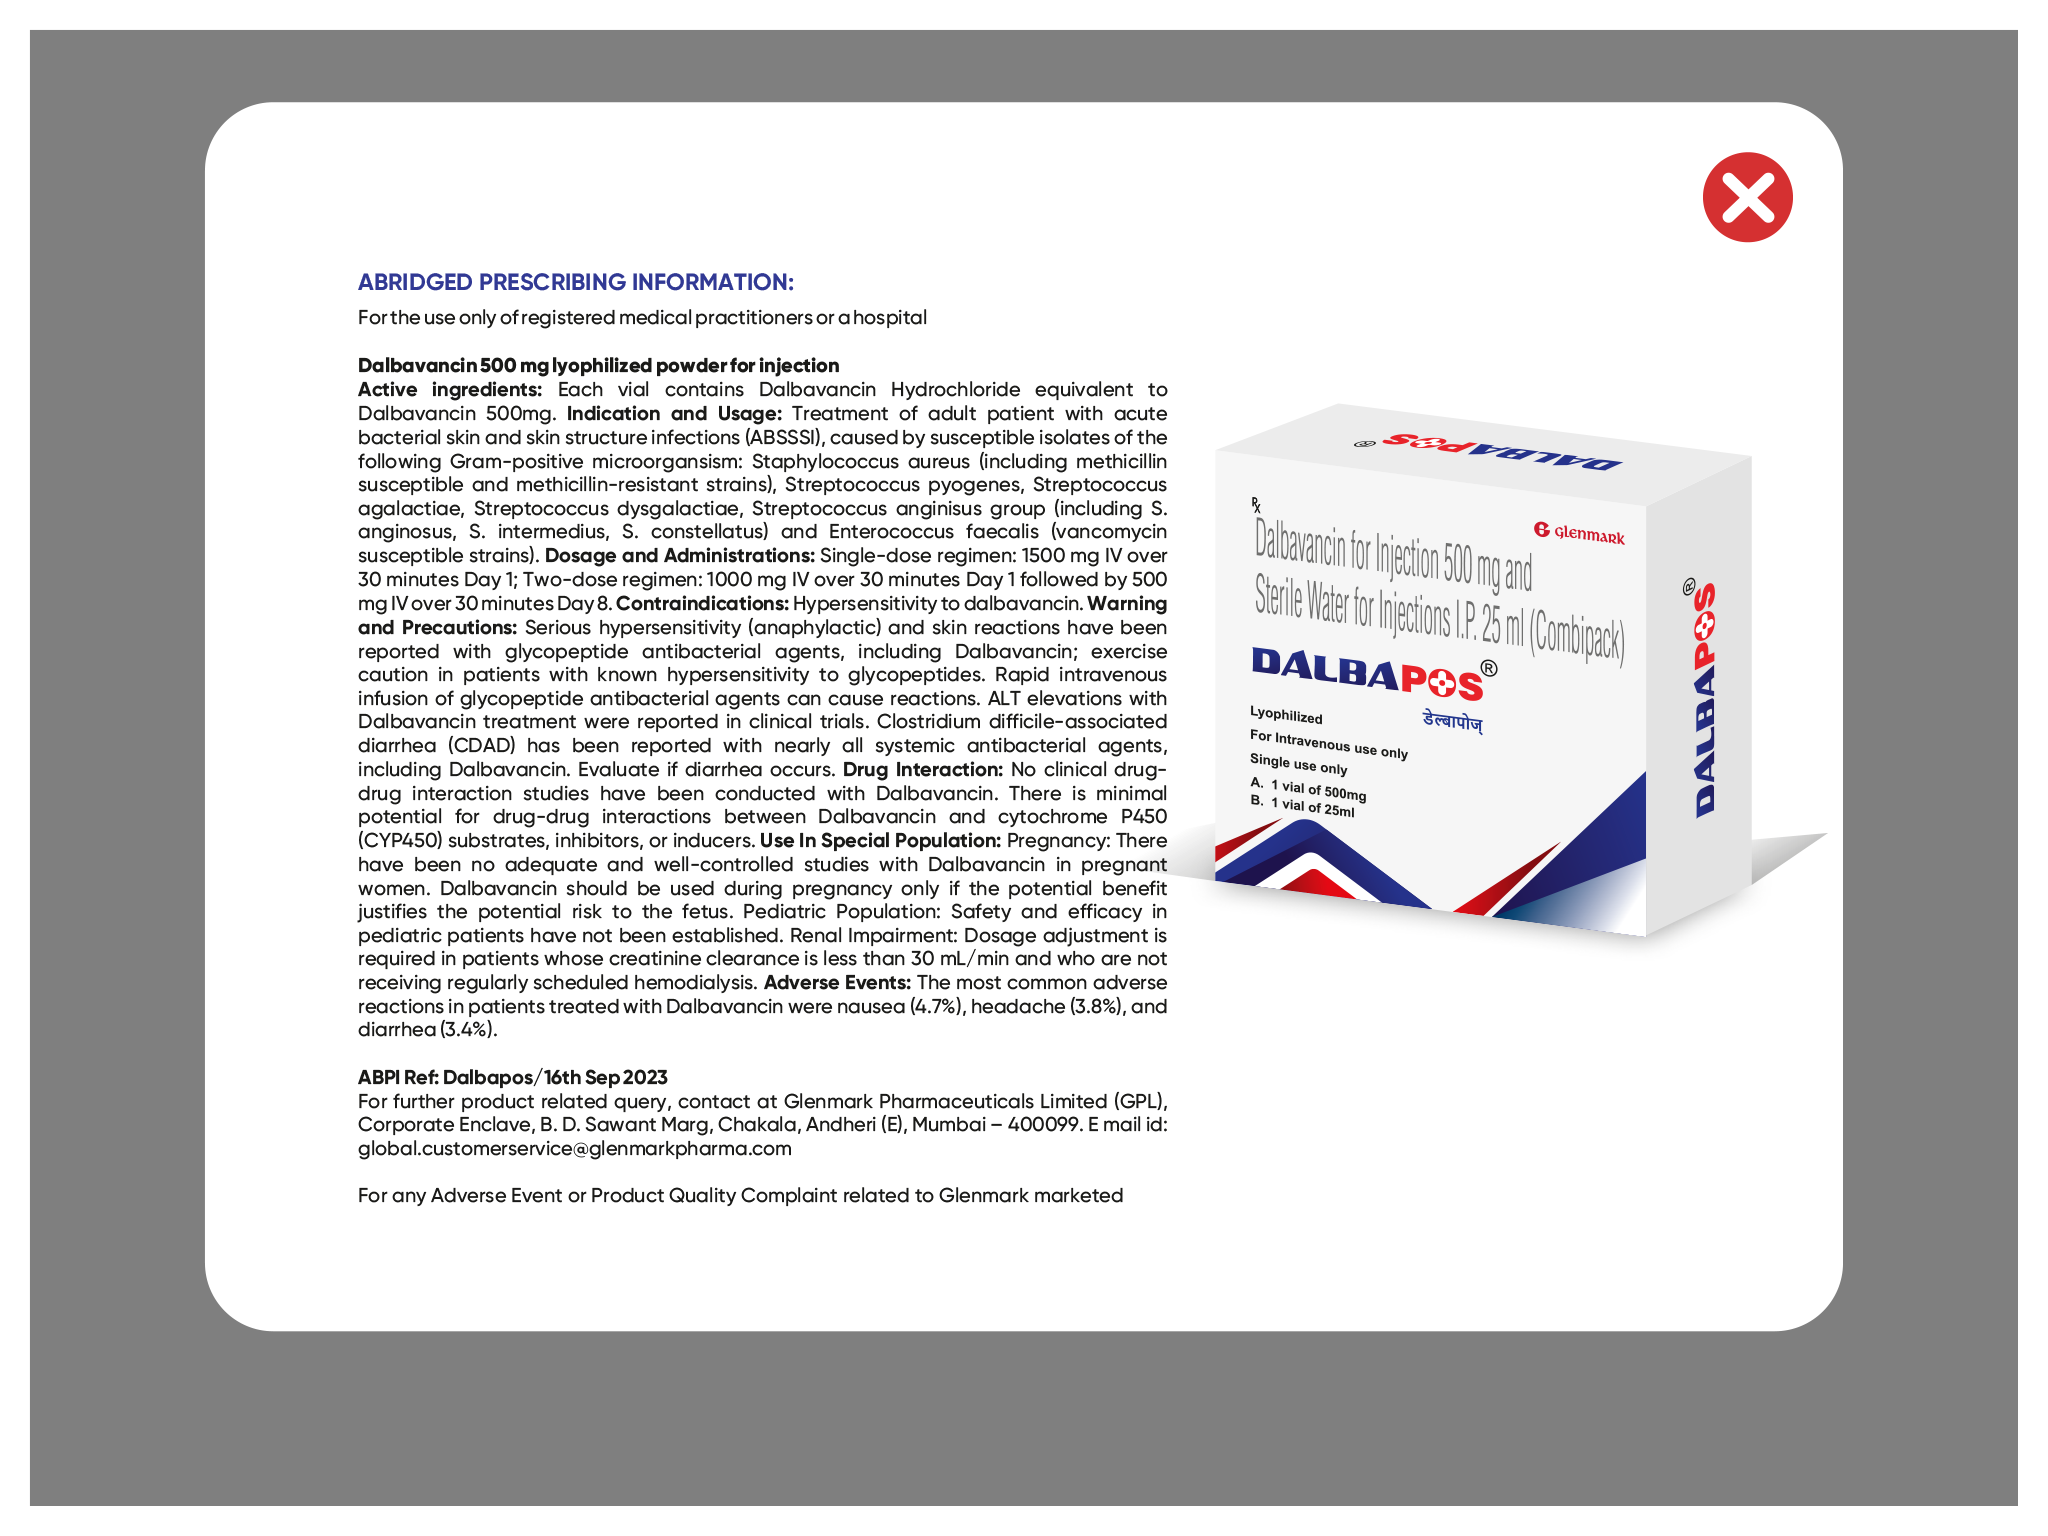 ABRIDGED PRESCRIBING INFORMATION:
For the use only of registered medical practitioners or a hospital
Dalbavancin 500 mg lyophilized powder for injection
Active ingredients: Each vial contains Dalbavancin Hydrochloride equivalent to
Dalbavancin 500mg. Indication and Usage: Treatment of adult patient with acute
bacterial skin and skin structure infections (ABSSSI), caused by susceptible isolates of the
following Gram-positive microorgansism: Staphylococcus aureus (including methicillin
susceptible and methicillin-resistant strains), Streptococcus pyogenes, Streptococcus
agalactiae, Streptococcus dysgalactiae, Streptococcus anginisus group (including S.
anginosus, S. intermedius, S. constellatus) and Enterococcus faecalis (vancomycin
susceptible strains). Dosage and Administrations: Single-dose regimen: 1500 mg IV over
30 minutes Day 1; Two-dose regimen: 1000 mg IV over 30 minutes Day 1 followed by 500
mg IV over 30 minutes Day 8. Contraindications: Hypersensitivity to dalbavancin. Warning
and Precautions: Serious hypersensitivity (anaphylactic) and skin reactions have been
reported with glycopeptide antibacterial agents, including Dalbavancin; exercise
caution in patients with known hypersensitivity to glycopeptides. Rapid intravenous
infusion of glycopeptide antibacterial agents can cause reactions. ALT elevations with
Dalbavancin treatment were reported in clinical trials. Clostridium difficile-associated
diarrhea (CDAD) has been reported with nearly all systemic antibacterial agents,
including Dalbavancin. Evaluate if diarrhea occurs. Drug Interaction: No clinical drug-
drug interaction studies have been conducted with Dalbavancin. There is minimal
potential for drug-drug interactions between Dalbavancin and cytochrome P450
(CYP450) substrates, inhibitors, or inducers. Use In Special Population: Pregnancy: There
have been no adequate and well-controlled studies with Dalbavancin in pregnant
women. Dalbavancin should be used during pregnancy only if the potential benefit
justifies the potential risk to the fetus. Pediatric Population: Safety and efficacy in
pediatric patients have not been established. Renal Impairment: Dosage adjustment is
required in patients whose creatinine clearance is less than 30 mL/min and who are not
receiving regularly scheduled hemodialysis. Adverse Events: The most common adverse
reactions in patients treated with Dalbavancin were nausea (4.7%), headache (3.8%), and
diarrhea (3.4%).
ABPI Ref: Dalbapos/16th Sep 2023
For further product related query, contact at Glenmark Pharmaceuticals Limited (GPL),
Corporate Enclave, B. D. Sawant Marg, Chakala, Andheri (E), Mumbai – 400099. E mail id:
global.customerservice@glenmarkpharma.com
For any Adverse Event or Product Quality Complaint related to Glenmark marketed
DALBAPOS®
Rx
glenmark
Dalbavancin for Injection 500 mg and
Sterile Water for Injections I.P. 25 ml (Combipack)
DALBAPOS®
डेल्बापोज्
Lyophilized
For Intravenous use only
Single use only
A. 1 vial of 500mg
B. 1 vial of 25ml
DALBAPOS®